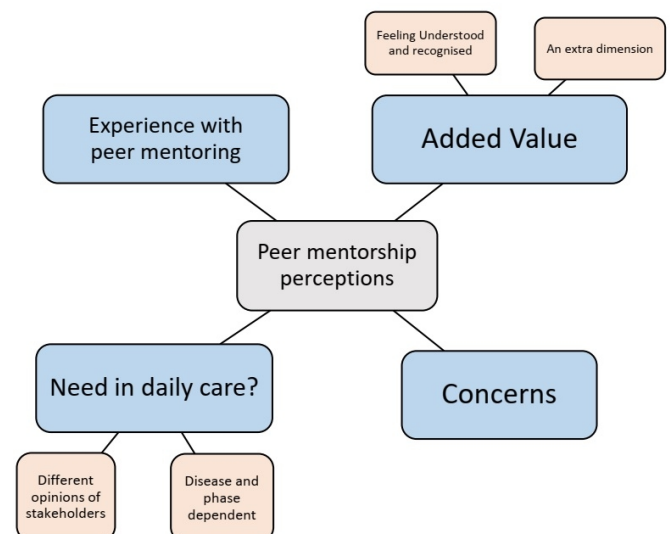 Feeling Understood
and recognised
An extra dimension
Experience with
peer mentoring
Added Value
Peer mentorship
perceptions
Need in daily care?
Concerns
Different
opinions of
stakeholders
Disease and
phase
dependent